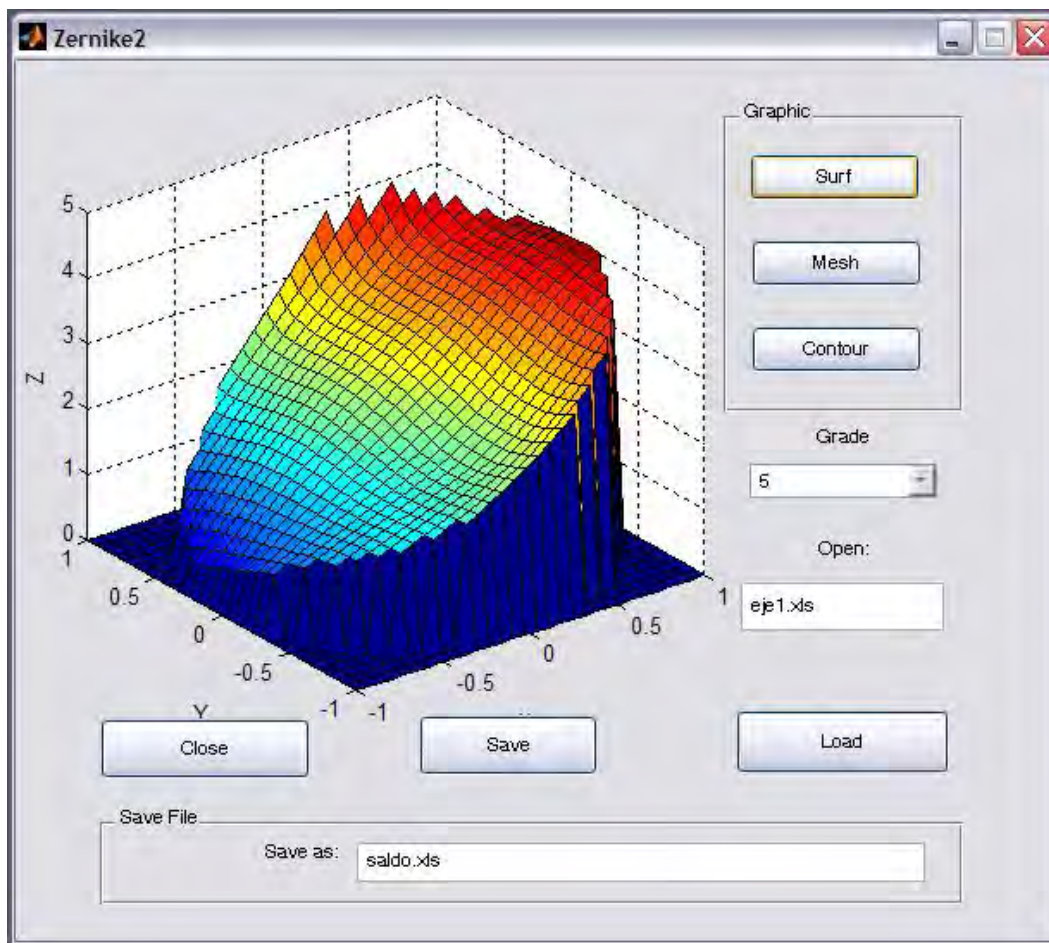 Zernike2
Graphic
Surf
Mesh
Contour
Grade
5
Open:
eje1.xls
5
4
3
2
1
0
Z
1
0.5
0
-0.5
-1
Y
-1
-0.5
0
0.5
1
Close
Save
Load
Save File
Save as:
saldo.xls